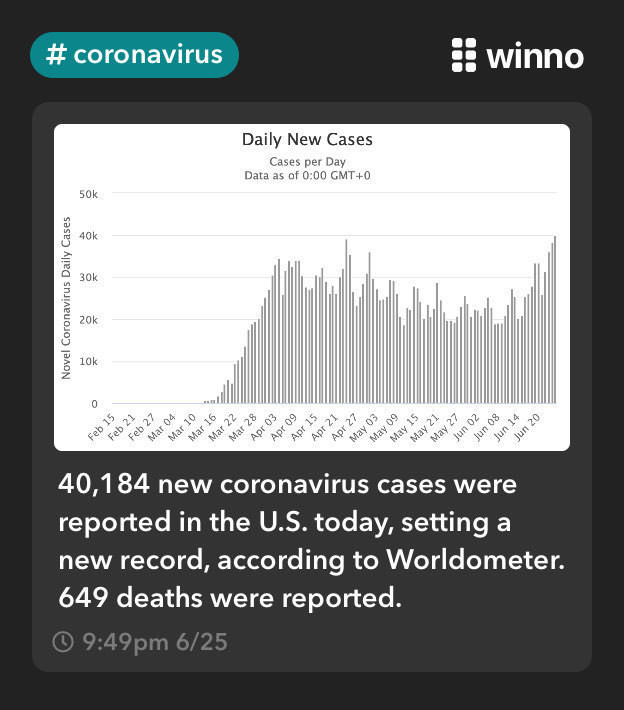 # coronavirus
winno
Daily New Cases
Cases per Day
Data as of 0:00 GMT+0
Novel Coronavirus Daily Cases
50k
40k
30k
20k
10k
0
Feb 15
Feb 21
Feb 27
Mar 04
Mar 10
Mar 16
Mar 22
Mar 28
Apr 03
Apr 09
Apr 15
Apr 21
Apr 27
May 03
May 09
May 15
May 21
May 27
Jun 02
Jun 08
Jun 14
Jun 20
40,184 new coronavirus cases were
reported in the U.S. today, setting a
new record, according to Worldometer.
649 deaths were reported.
9:49pm 6/25